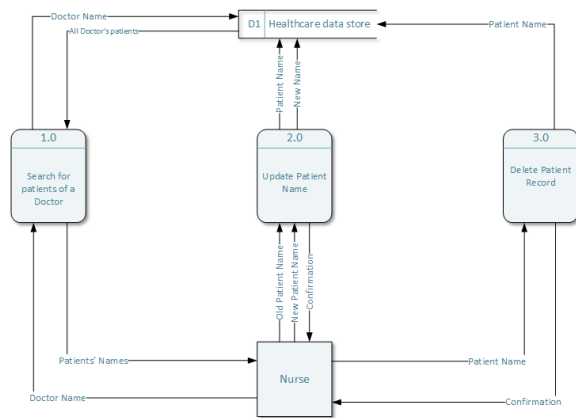 Doctor Name
D1 Healthcare data store
Patient Name
All Doctor's patients
Patient Name
New Name
1.0
Search for
patients of a
Doctor
2.0
Update Patient
Name
3.0
Delete Patient
Record
Old Patient Name
New Patient Name
Confirmation
Patients' Names
Nurse
Patient Name
Doctor Name
Confirmation